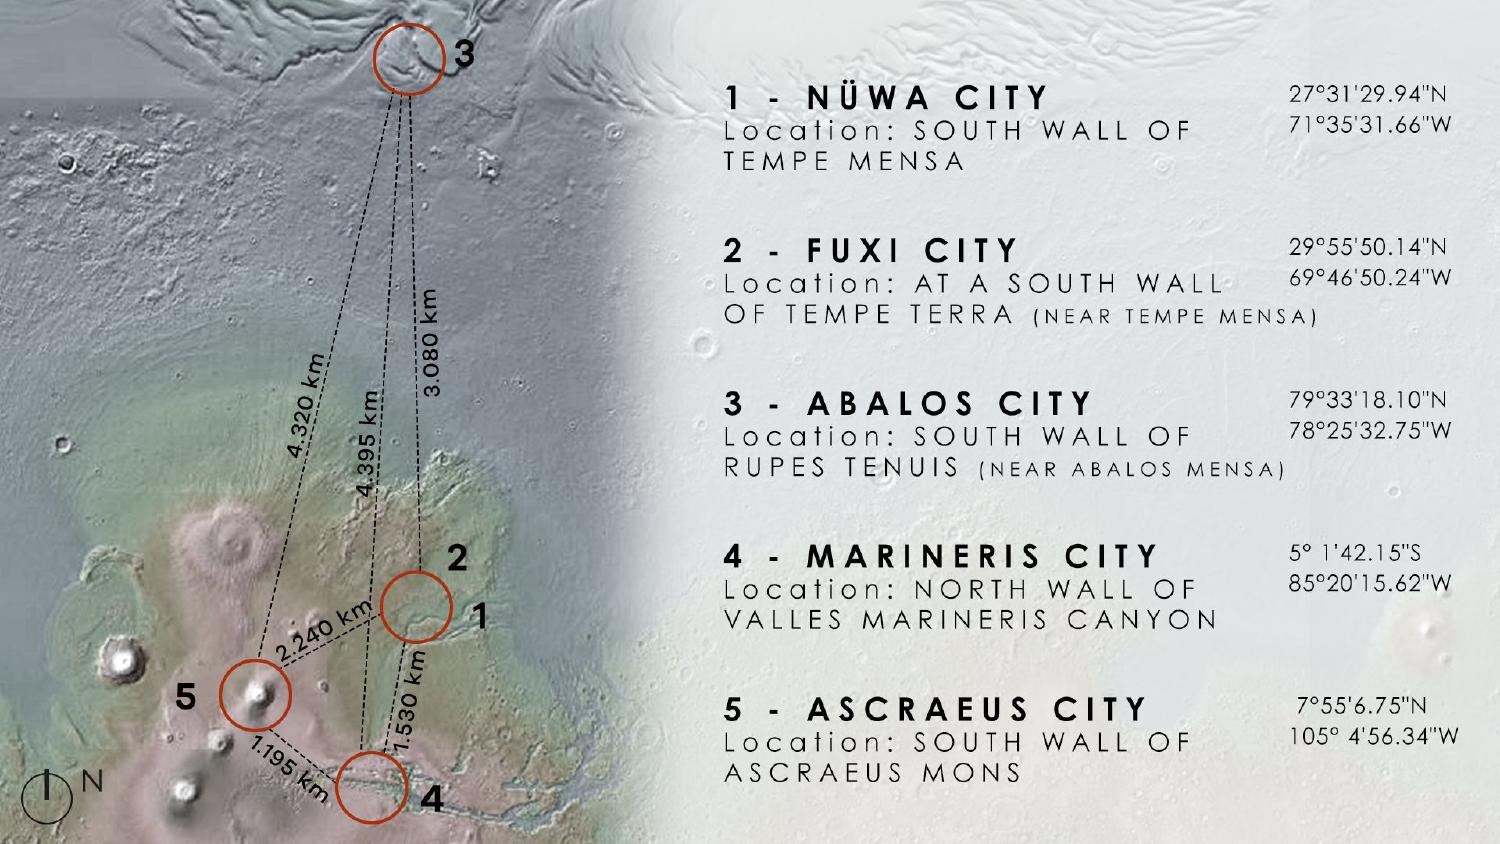 3
4.320 km
4.395 km
3.080 km
2
1
2.240 km
5
1.530 km
1.195 km
4
N
1 - NÜWA CITY
27°31'29.94"N
Location: SOUTH WALL OF
71°35'31.66"W
TEMPE MENSA
2 - FUXI CITY
29°55'50.14"N
Location: AT A SOUTH WALL
69°46'50.24"W
OF TEMPE TERRA (NEAR TEMPE MENSA)
3 - ABALOS CITY
79°33'18.10"N
Location: SOUTH WALL OF
78°25'32.75"W
RUPES TENUIS (NEAR ABALOS MENSA)
4 - MARINERIS CITY
5° 1'42.15"S
Location: NORTH WALL OF
85°20'15.62"W
VALLES MARINERIS CANYON
5 - ASCRAEUS CITY
7°55'6.75"N
Location: SOUTH WALL OF
105° 4'56.34"W
ASCRAEUS MONS